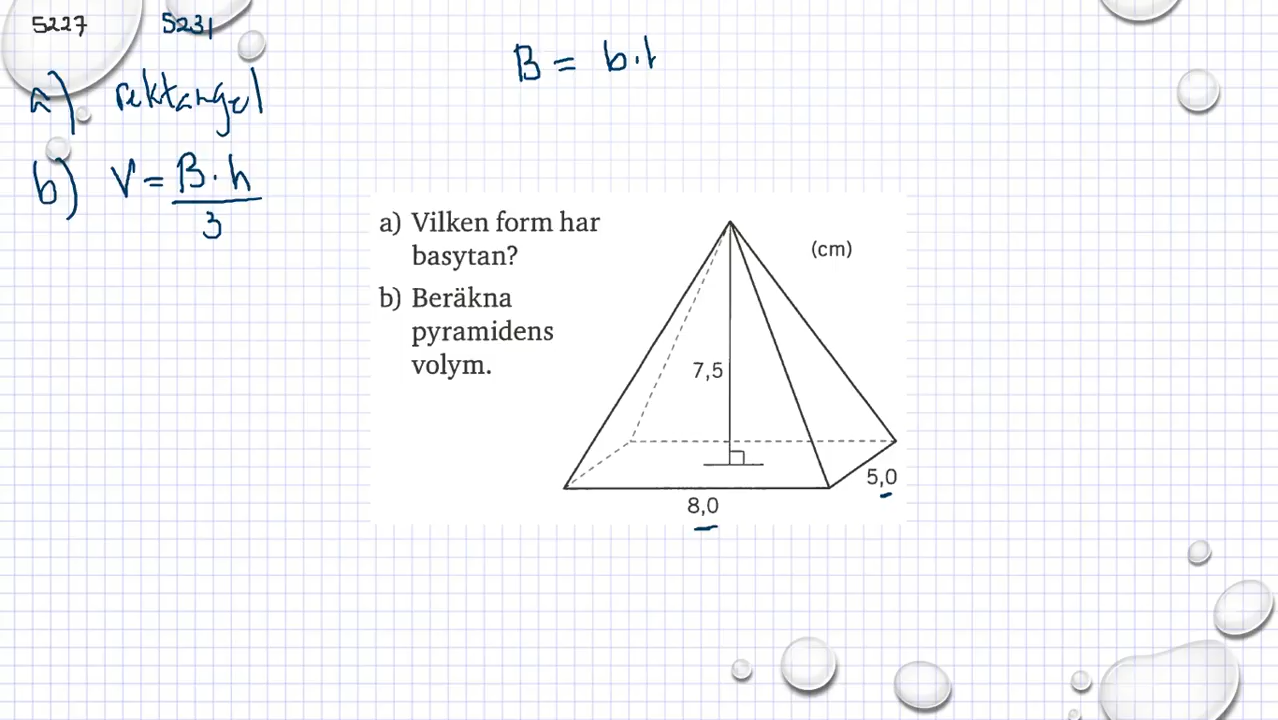 5227 5231
B = b·h
a) rektangel
b) V = B·h
3
a) Vilken form har
basytan?
(cm)
b) Beräkna
pyramidens
volym.
7,5
5,0
8,0